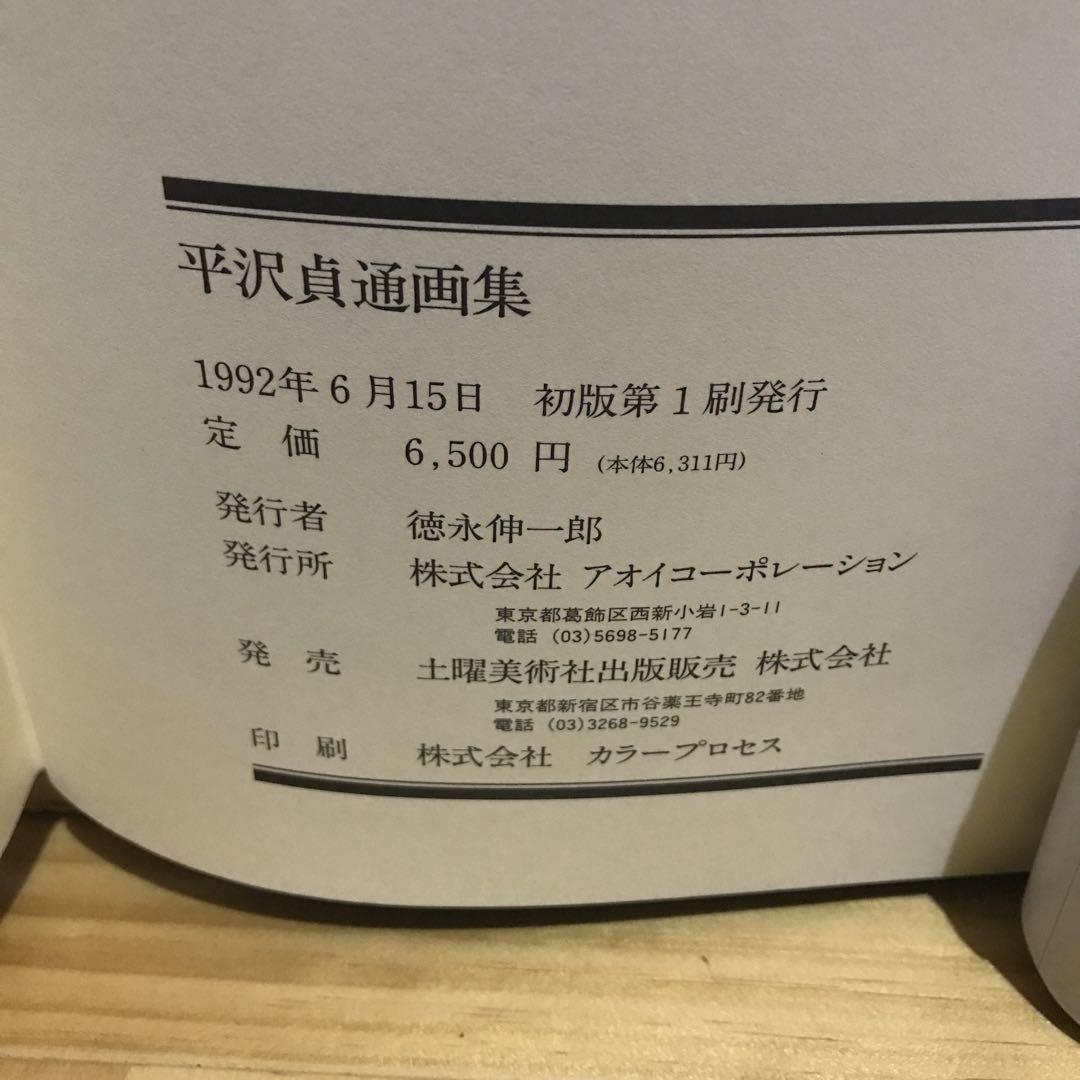 平沢貞通画集
1992年6月15日 初版第1刷発行
定 価 6,500 円 (本体6,311円)
発行者 徳永伸一郎
発行所 株式会社 アオイコーポレーション
東京都葛飾区西新小岩1-3-11
電話 (03)5698-5177
発 売 土曜美術社出版販売 株式会社
東京都新宿区市谷薬王寺町82番地
電話 (03)3268-9529
印 刷 株式会社 カラープロセス